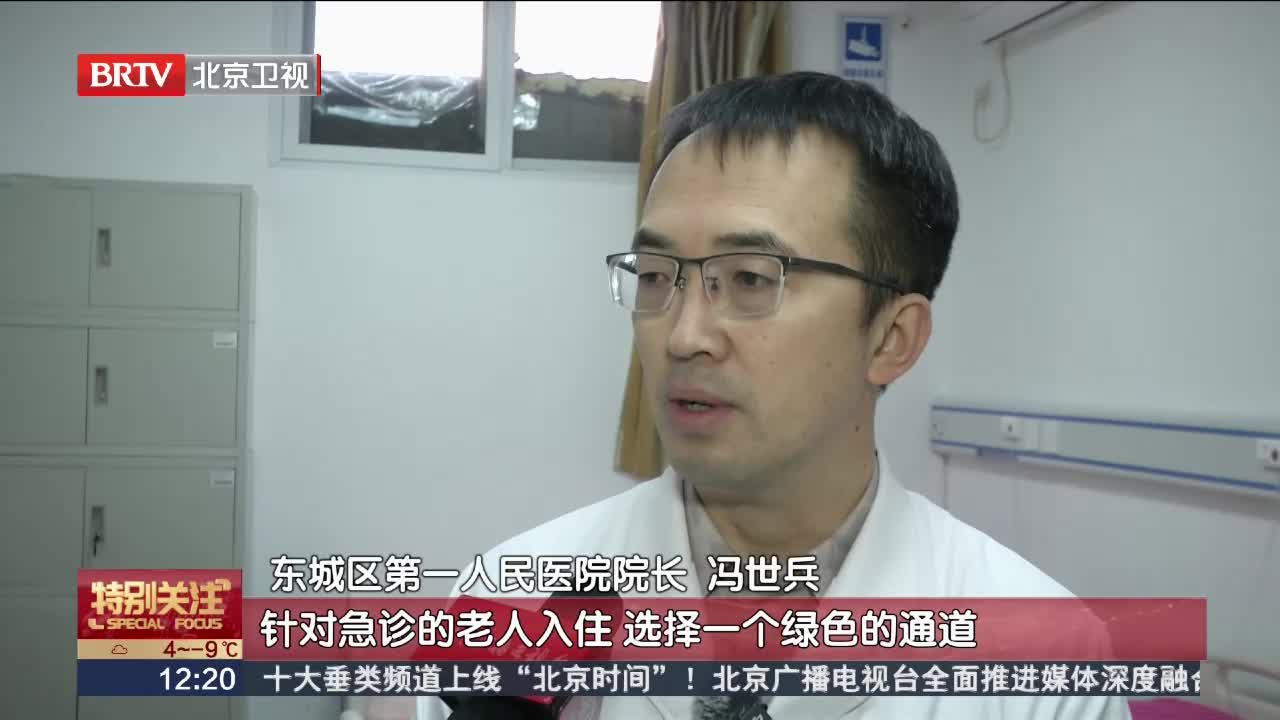 BRTV 北京卫视
东城区第一人民医院院长 冯世兵
特别关注
SPECIAL FOCUS
针对急诊的老人入住 选择一个绿色的通道
4~-9℃
12:20
十大垂类频道上线“北京时间”！北京广播电视台全面推进媒体深度融合